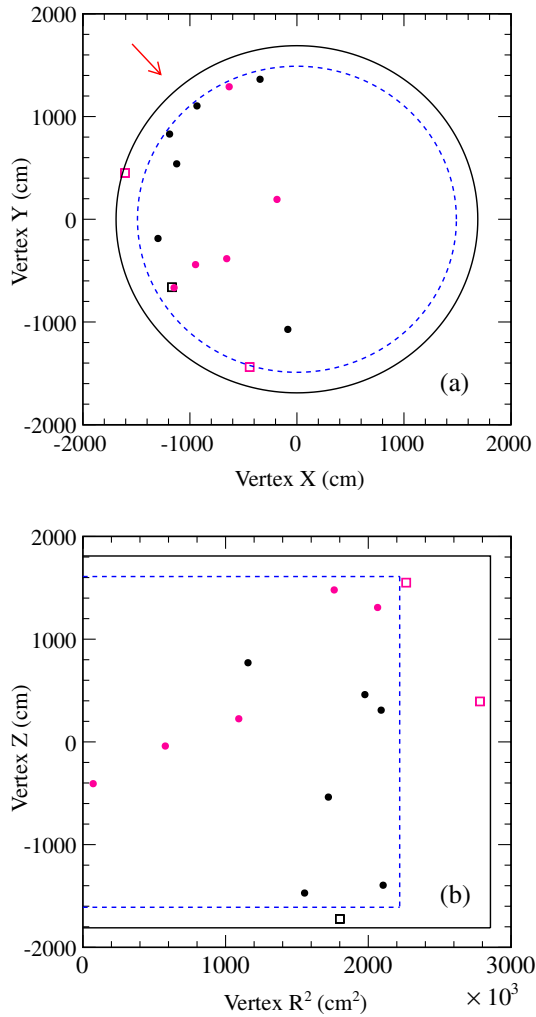 2000
1000
0
-1000
-2000
Vertex Y (cm)
(a)
-2000 -1000 0 1000 2000
Vertex X (cm)
2000
1000
0
-1000
-2000
Vertex Z (cm)
(b)
0 1000 2000 3000
Vertex R² (cm²)
× 10³